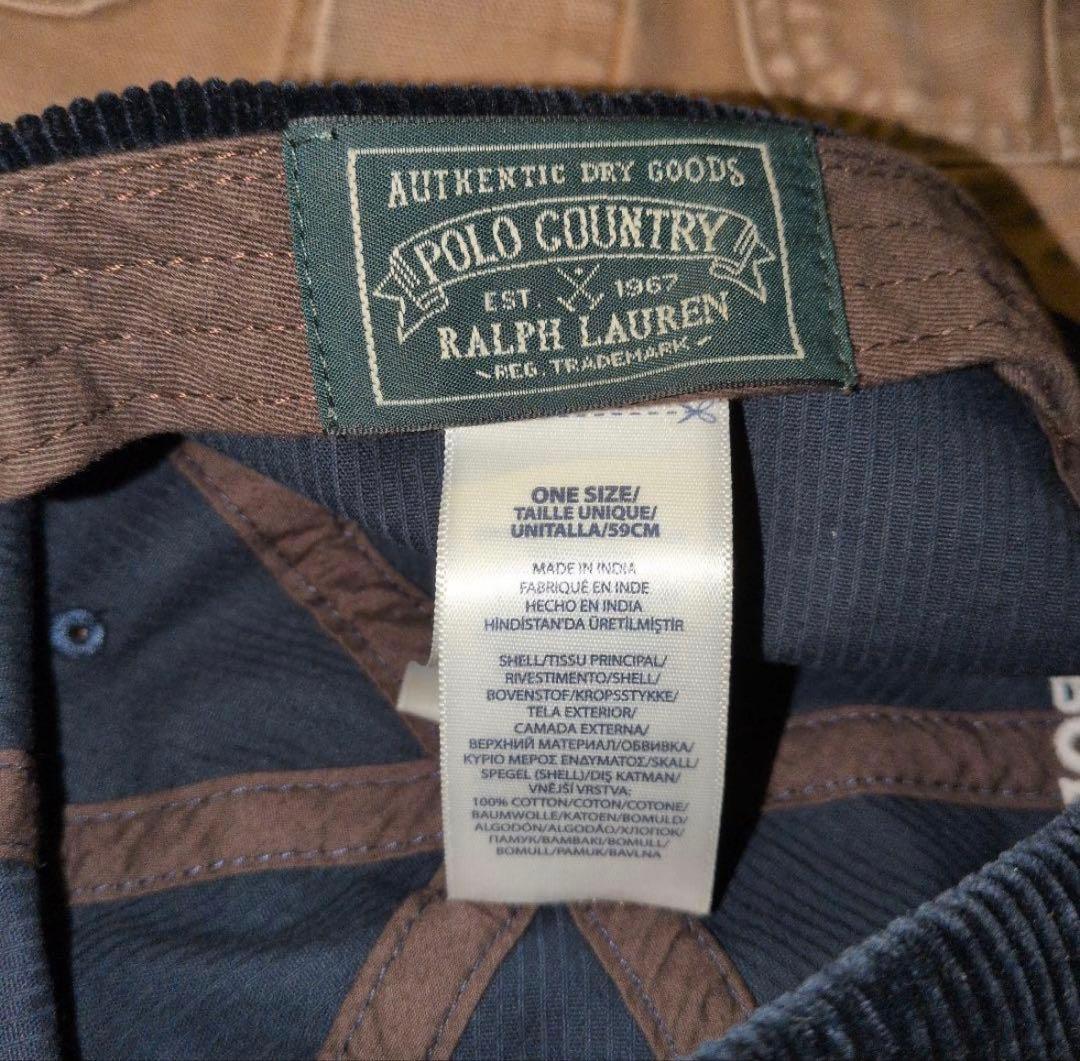 AUTHENTIC DRY GOODS
POLO COUNTRY
EST. 1967
RALPH LAUREN
REG. TRADEMARK
ONE SIZE/
TAILLE UNIQUE/
UNITALLA/59CM
MADE IN INDIA
FABRIQUÉ EN INDE
HECHO EN INDIA
HİNDİSTAN'DA ÜRETİLMİŞTİR
SHELL/TISSU PRINCIPAL/
RIVESTIMENTO/SHELL/
BOVENSTOF/KROPSSTYKKE/
TELA EXTERIOR/
CAMADA EXTERNA/
ВЕРХНИЙ МАТЕРИАЛ/ОБВИВКА/
ΚΥΡΙΟ ΜΕΡΟΣ ΕΝΔΥΜΑΤΟΣ/SKALL/
SPEGEL (SHELL)/DIŞ KATMAN/
VNĚJŠÍ VRSTVA:
100% COTTON/COTON/COTONE/
BAUMWOLLE/KATOEN/BOMULD/
ALGODÓN/ALGODÃO/ХЛОПОК/
ПАМУК/ΒΑΜΒΑΚΙ/BOMULL/
BOMULL/PAMUK/BAVLNA